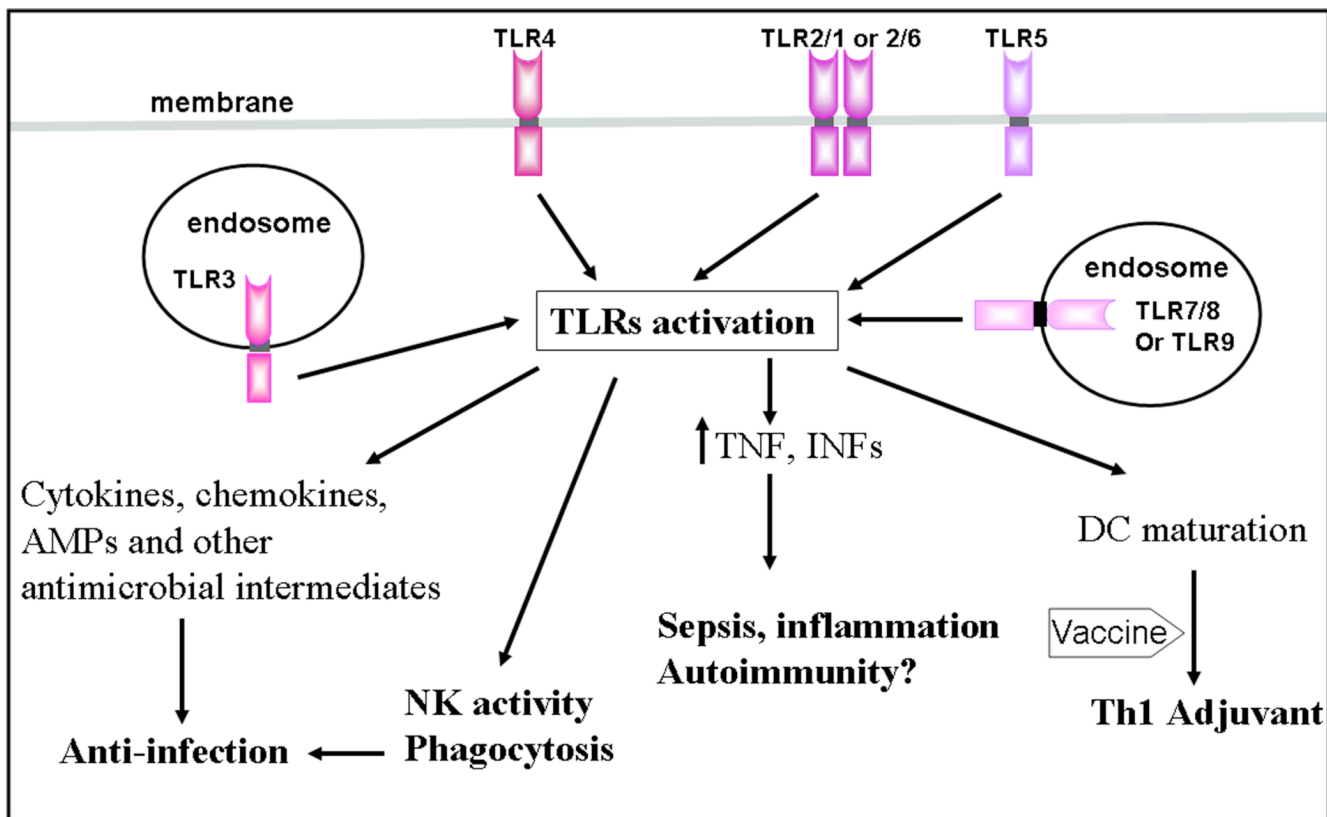 TLR4
TLR2/1 or 2/6
TLR5
membrane
endosome
TLR3
endosome
TLR7/8
Or TLR9
TLRs activation
TNF, INFs
Cytokines, chemokines,
AMPs and other
antimicrobial intermediates
DC maturation
Sepsis, inflammation
Autoimmunity?
Vaccine
NK activity
Phagocytosis
Th1 Adjuvant
Anti-infection